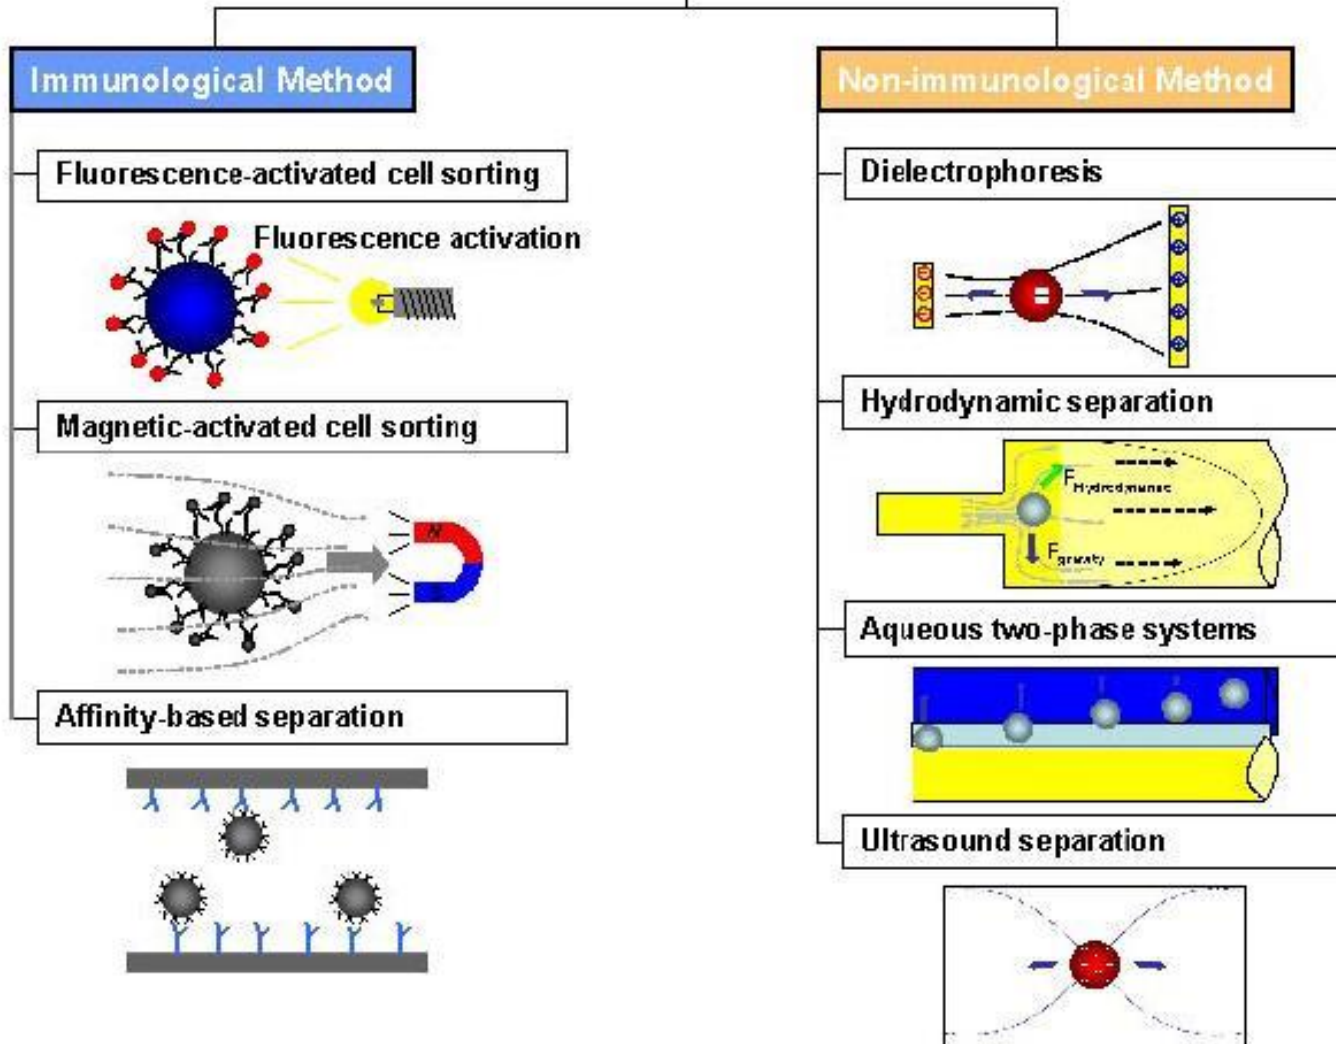 Immunological Method
Fluorescence-activated cell sorting
Fluorescence activation
Magnetic-activated cell sorting
N
Affinity-based separation
Non-immunological Method
Dielectrophoresis
Hydrodynamic separation
F Hydrodynamic
F gravity
Aqueous two-phase systems
Ultrasound separation